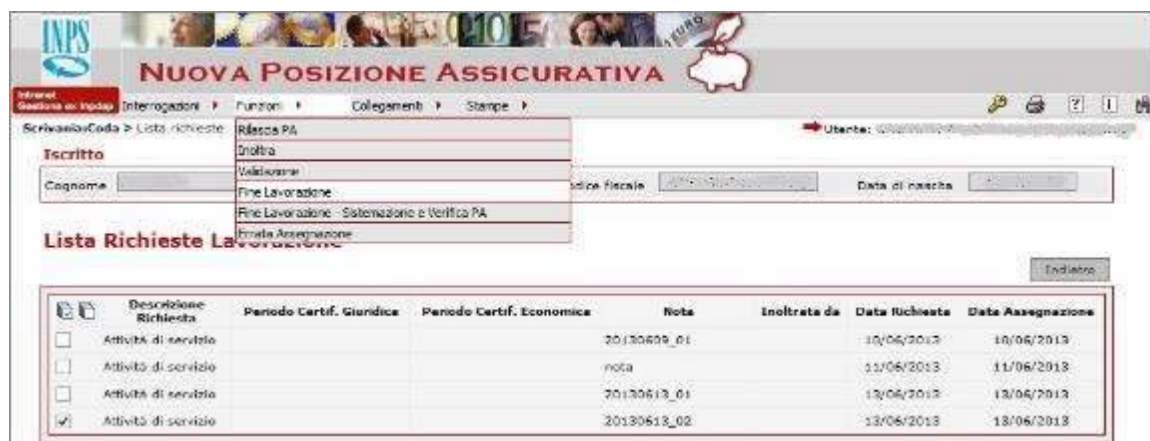 INPS
NUOVA POSIZIONE ASSICURATIVA
Intranet
Gestione ex Inpdap Interrogazioni Funzioni Collegamenti Stampe
ScrivaniaxCoda > Lista richieste Rilascia PA Utente:
Iscritto Inoltra
Validazione
Cognome Fine Lavorazione Codice fiscale Data di nascita
Fine Lavorazione - Sistemazione e Verifica PA
Errata Assegnazione
Lista Richieste Lavorazione
Indietro
Descrizione Richiesta Periodo Certif. Giuridica Periodo Certif. Economica Nota Inoltrata da Data Richiesta Data Assegnazione
Attività di servizio 20130609_01 10/06/2013 10/06/2013
Attività di servizio nota 11/06/2013 11/06/2013
Attività di servizio 20130613_01 13/06/2013 13/06/2013
Attività di servizio 20130613_02 13/06/2013 13/06/2013